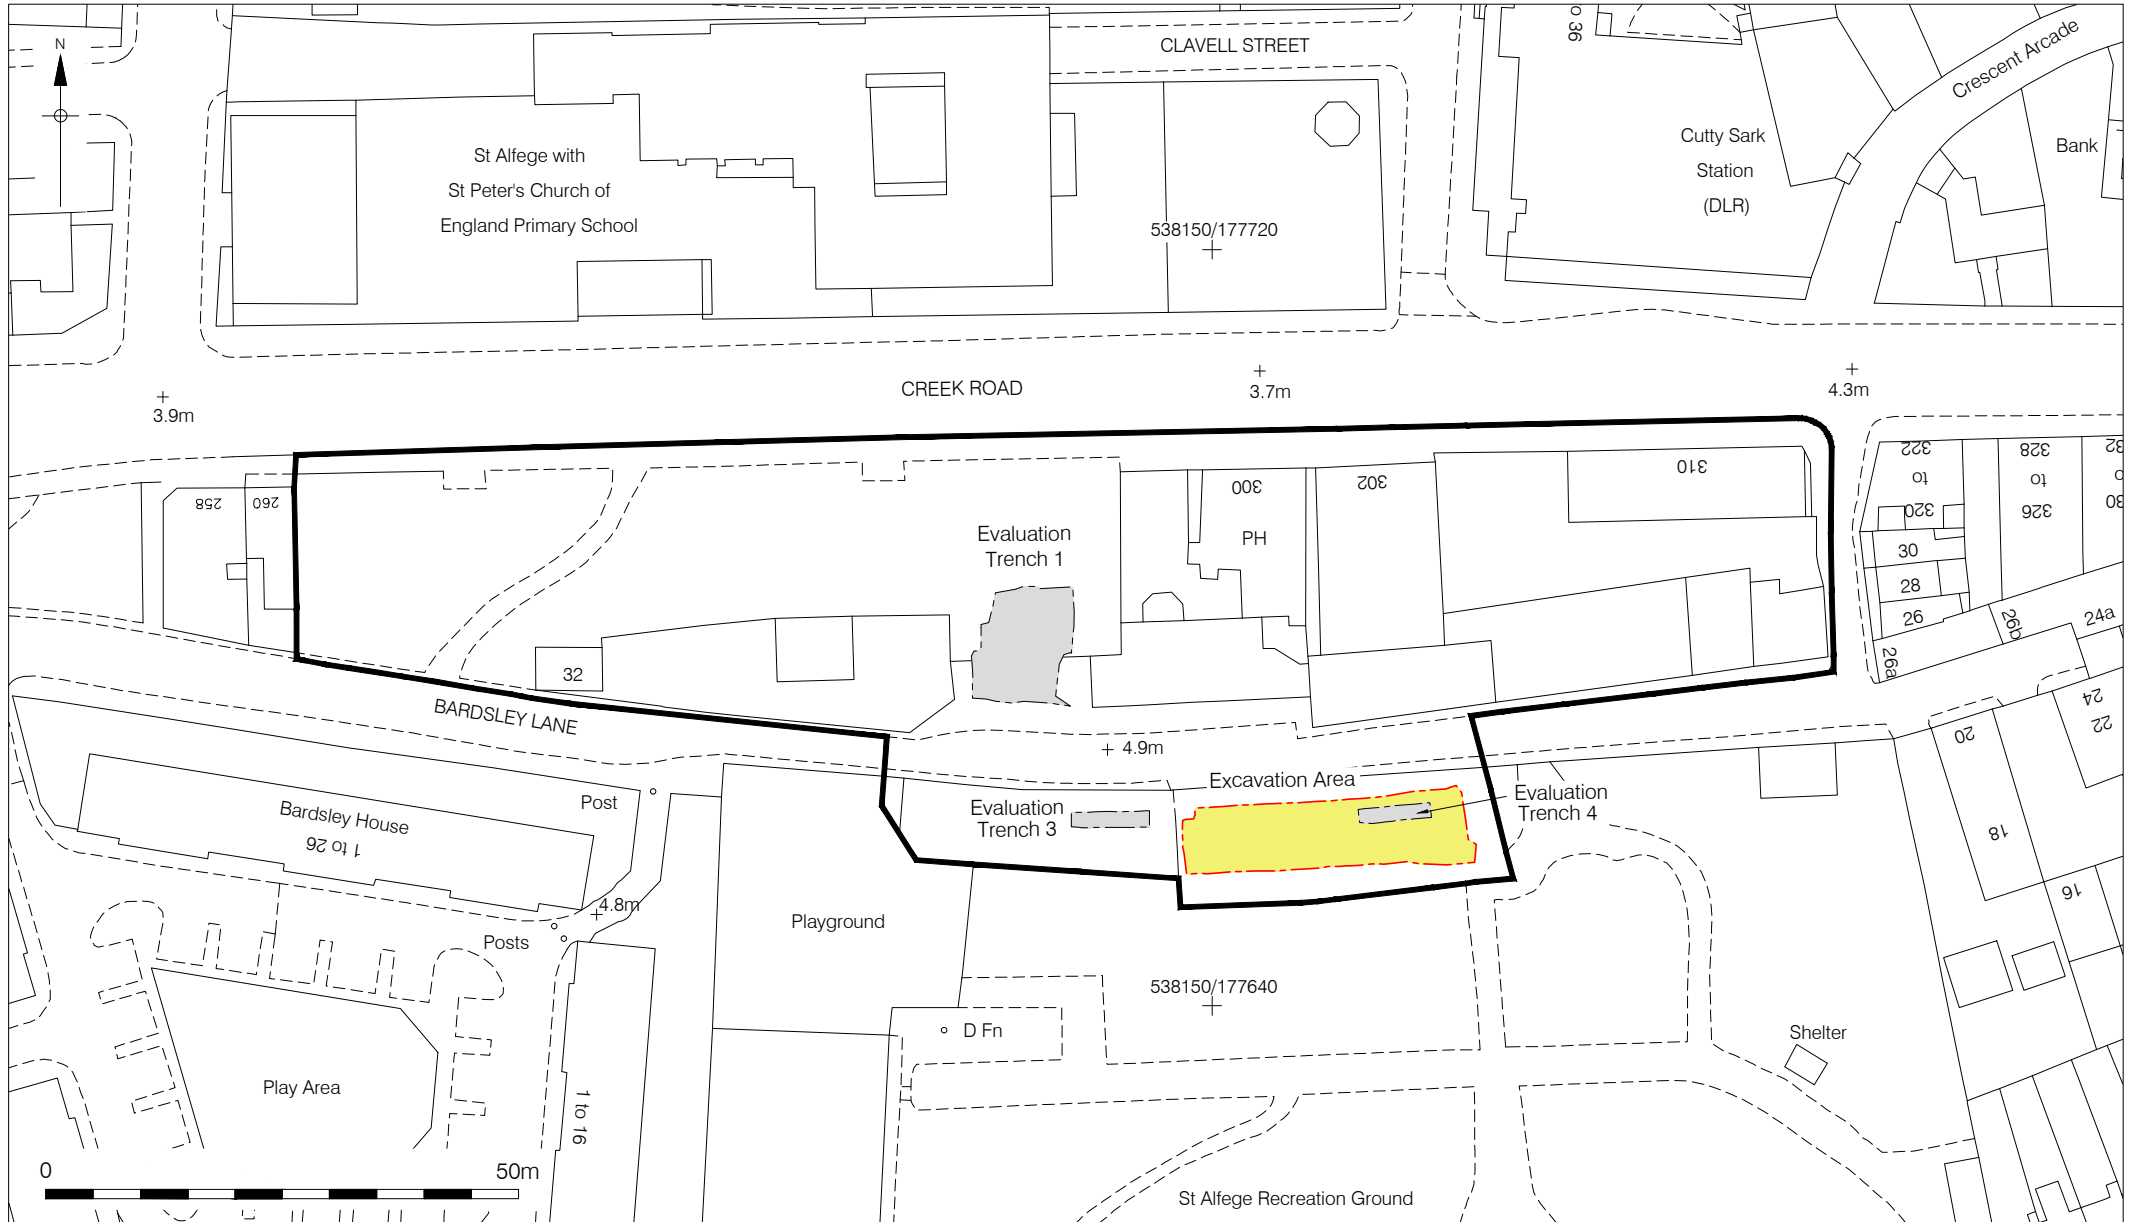 N
CLAVELL STREET
o 36
Crescent Arcade
St Alfege with
St Peter's Church of
England Primary School
Cutty Sark
Station
(DLR)
Bank
538150/177720
CREEK ROAD
3.9m
3.7m
4.3m
258
260
Evaluation
Trench 1
300
PH
302
310
322
to
320
328
to
326
32
o
30
30
28
26
26a
26b
24a
24
22
20
18
16
32
BARDSLEY LANE
4.9m
Excavation Area
Evaluation
Trench 3
Evaluation
Trench 4
Post
Bardsley House
1 to 26
4.8m
Posts
Playground
538150/177640
D Fn
Shelter
Play Area
1 to 16
0
50m
St Alfege Recreation Ground